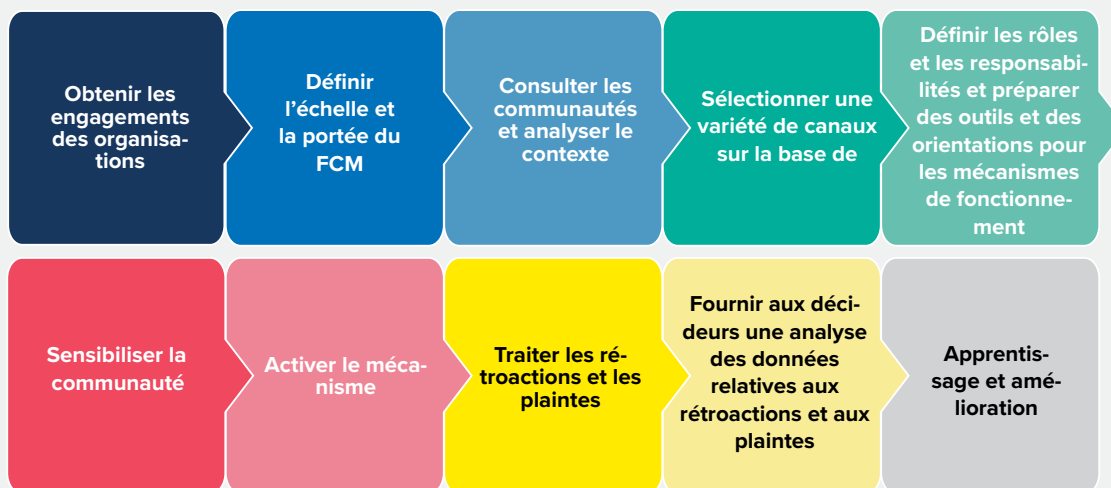 Obtenir les
engagements
des organisa-
tions
Définir
l'échelle et
la portée du
FCM
Consulter les
communautés
et analyser le
contexte
Sélectionner une
variété de canaux
sur la base de
Définir les rôles
et les responsabi-
lités et préparer
des outils et des
orientations pour
les mécanismes
de fonctionne-
ment
Sensibiliser la
communauté
Activer le méca-
nisme
Traiter les ré-
troactions et les
plaintes
Fournir aux déci-
deurs une analyse
des données
relatives aux
rétroactions et aux
plaintes
Apprentis-
sage et amé-
lioration